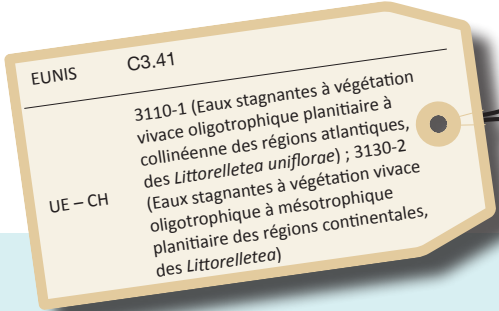 EUNIS C3.41
3110-1 (Eaux stagnantes à végétation
vivace oligotrophique planitiaire à
collinéenne des régions atlantiques,
des Littorelletea uniflorae) ; 3130-2
UE – CH (Eaux stagnantes à végétation vivace
oligotrophique à mésotrophique
planitiaire des régions continentales,
des Littorelletea)